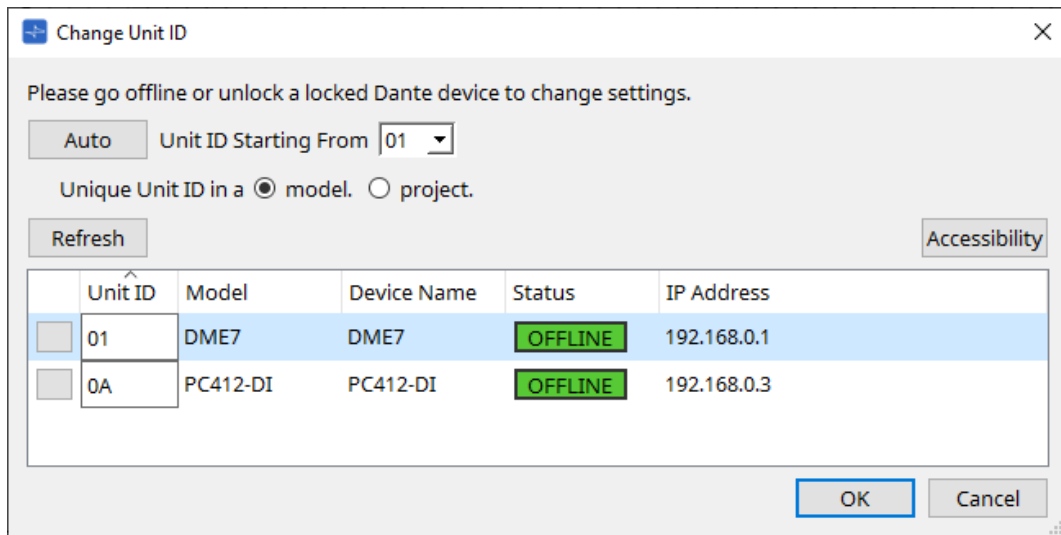 Change Unit ID
Please go offline or unlock a locked Dante device to change settings.
Auto Unit ID Starting From 01
Unique Unit ID in a model. project.
Refresh Accessibility
Unit ID Model Device Name Status IP Address
01 DME7 DME7 OFFLINE 192.168.0.1
0A PC412-DI PC412-DI OFFLINE 192.168.0.3
OK Cancel